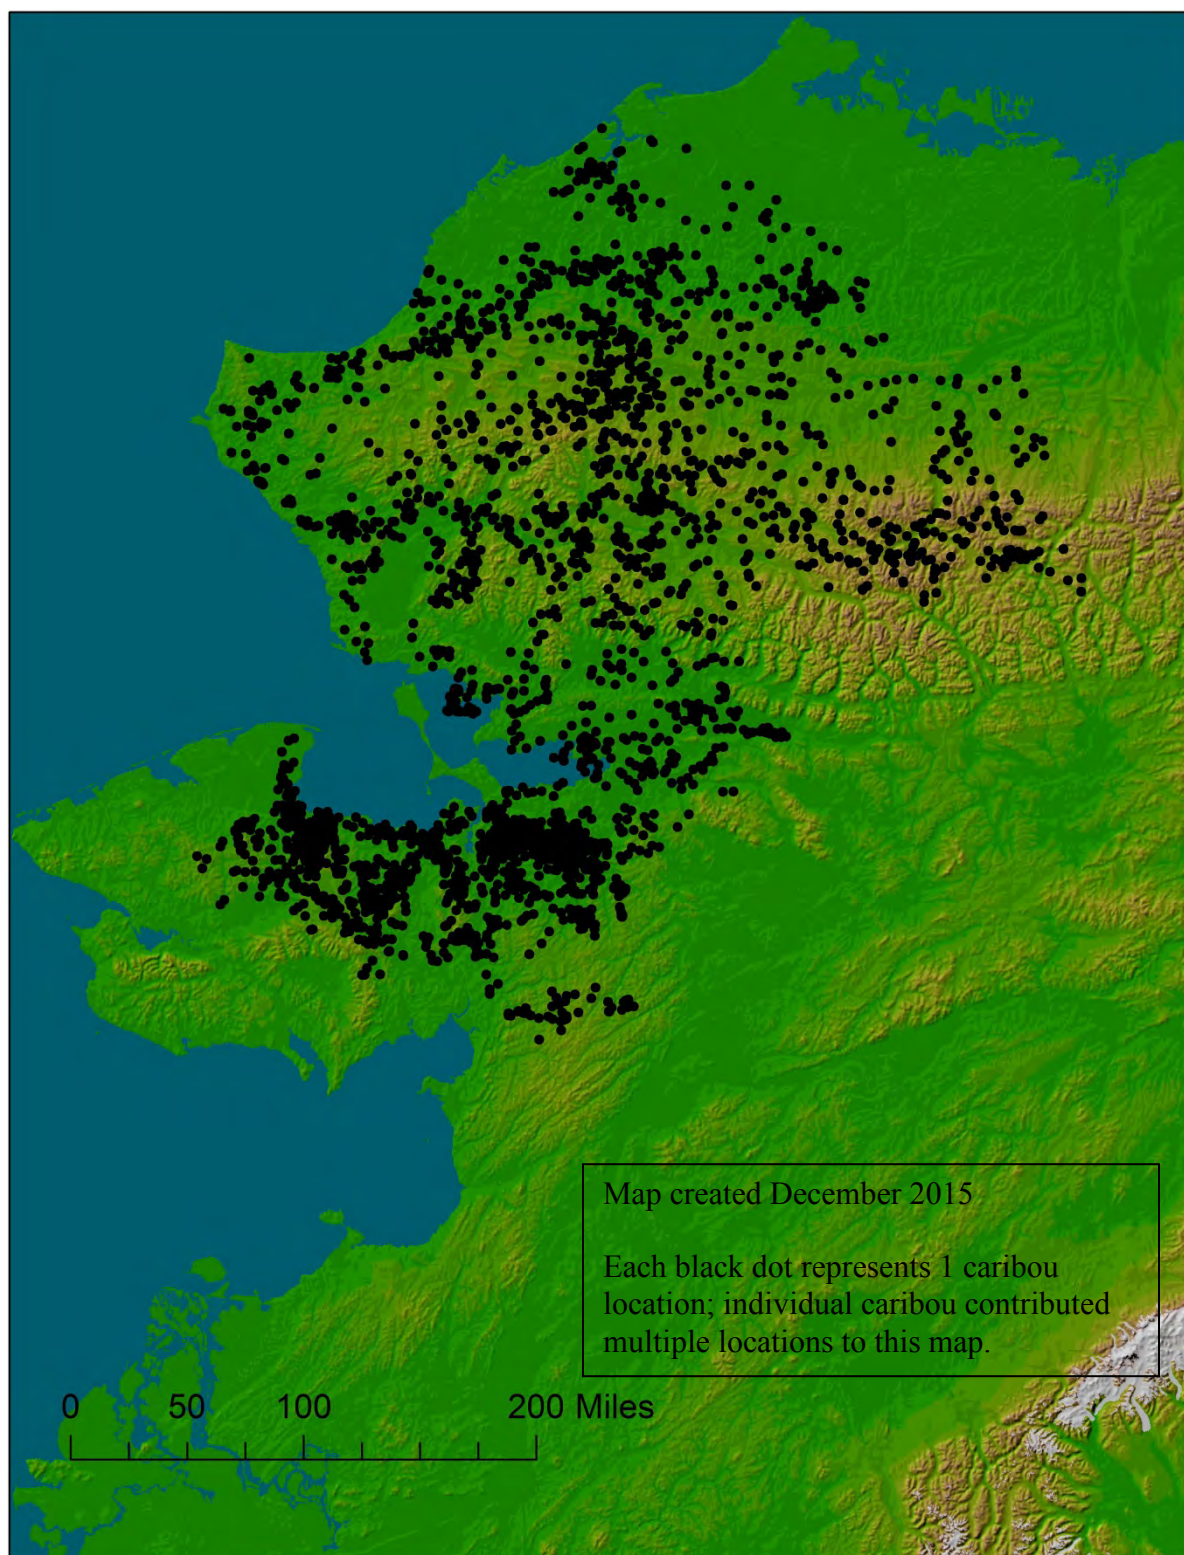 Map created December 2015
Each black dot represents 1 caribou
location; individual caribou contributed
multiple locations to this map.
0 50 100 200 Miles